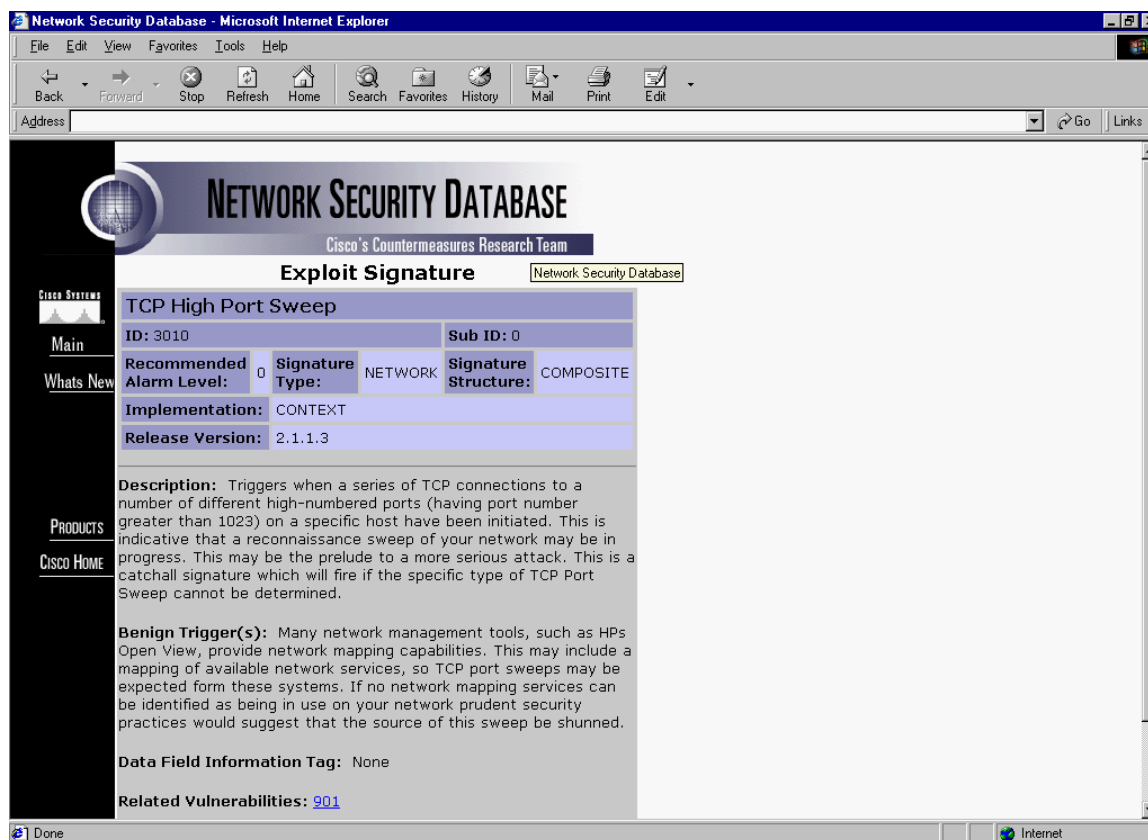 Network Security Database - Microsoft Internet Explorer
File Edit View Favorites Tools Help
Back Forward Stop Refresh Home Search Favorites History Mail Print Edit
Address Go Links
NETWORK SECURITY DATABASE
Cisco's Countermeasures Research Team
Exploit Signature
Network Security Database
CISCO SYSTEMS
Main
Whats New
PRODUCTS
CISCO HOME
TCP High Port Sweep
ID: 3010 Sub ID: 0
Recommended Alarm Level: 0 Signature Type: NETWORK Signature Structure: COMPOSITE
Implementation: CONTEXT
Release Version: 2.1.1.3
Description: Triggers when a series of TCP connections to a
number of different high-numbered ports (having port number
greater than 1023) on a specific host have been initiated. This is
indicative that a reconnaissance sweep of your network may be in
progress. This may be the prelude to a more serious attack. This is a
catchall signature which will fire if the specific type of TCP Port
Sweep cannot be determined.
Benign Trigger(s): Many network management tools, such as HPs
Open View, provide network mapping capabilities. This may include a
mapping of available network services, so TCP port sweeps may be
expected form these systems. If no network mapping services can
be identified as being in use on your network prudent security
practices would suggest that the source of this sweep be shunned.
Data Field Information Tag: None
Related Vulnerabilities: 901
Done Internet